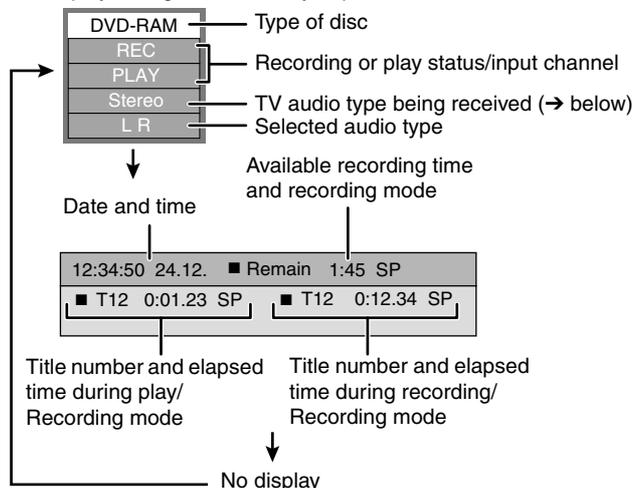 DVD-RAM
Type of disc
REC
PLAY
Recording or play status/input channel
Stereo
TV audio type being received (➔ below)
L R
Selected audio type
Available recording time
and recording mode
Date and time
12:34:50 24.12. ■ Remain 1:45 SP
■ T12 0:01.23 SP ■ T12 0:12.34 SP
Title number and elapsed
time during play/
Recording mode
Title number and elapsed
time during recording/
Recording mode
No display